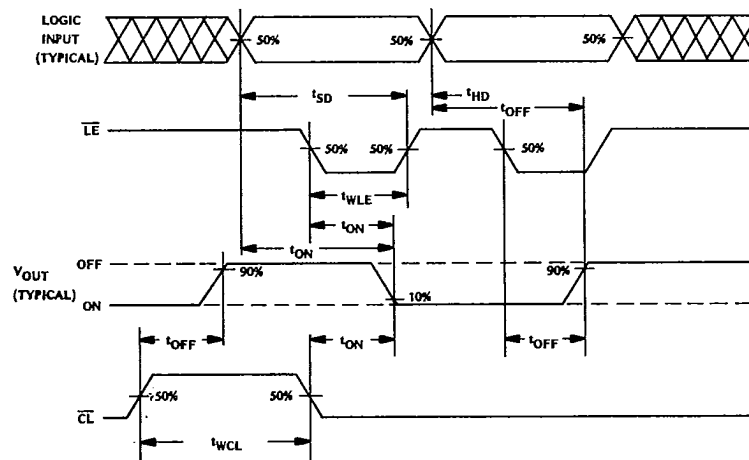 LOGIC
INPUT
(TYPICAL)
50%
50%
50%
50%
tSD
tHD
tOFF
LE
50%
50%
50%
tWLE
tON
tON
VOUT
(TYPICAL)
OFF
ON
90%
10%
90%
tOFF
tON
tOFF
CL
50%
50%
tWCL